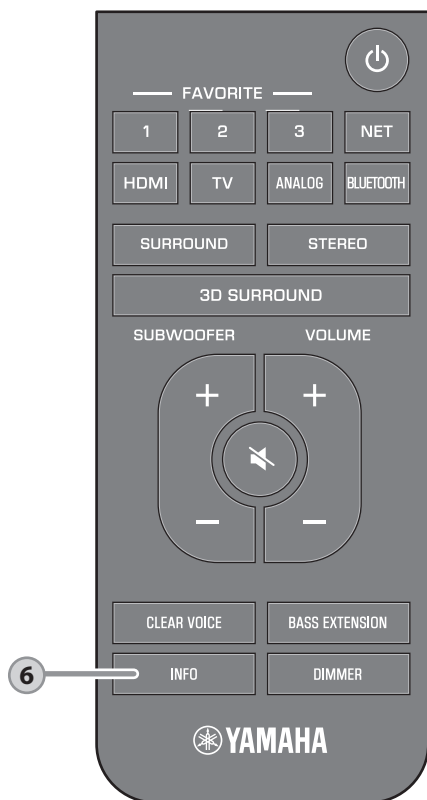 FAVORITE
1 2 3 NET
HDMI TV ANALOG BLUETOOTH
SURROUND STEREO
3D SURROUND
SUBWOOFER VOLUME
+ +
− −
CLEAR VOICE BASS EXTENSION
6 INFO DIMMER
YAMAHA